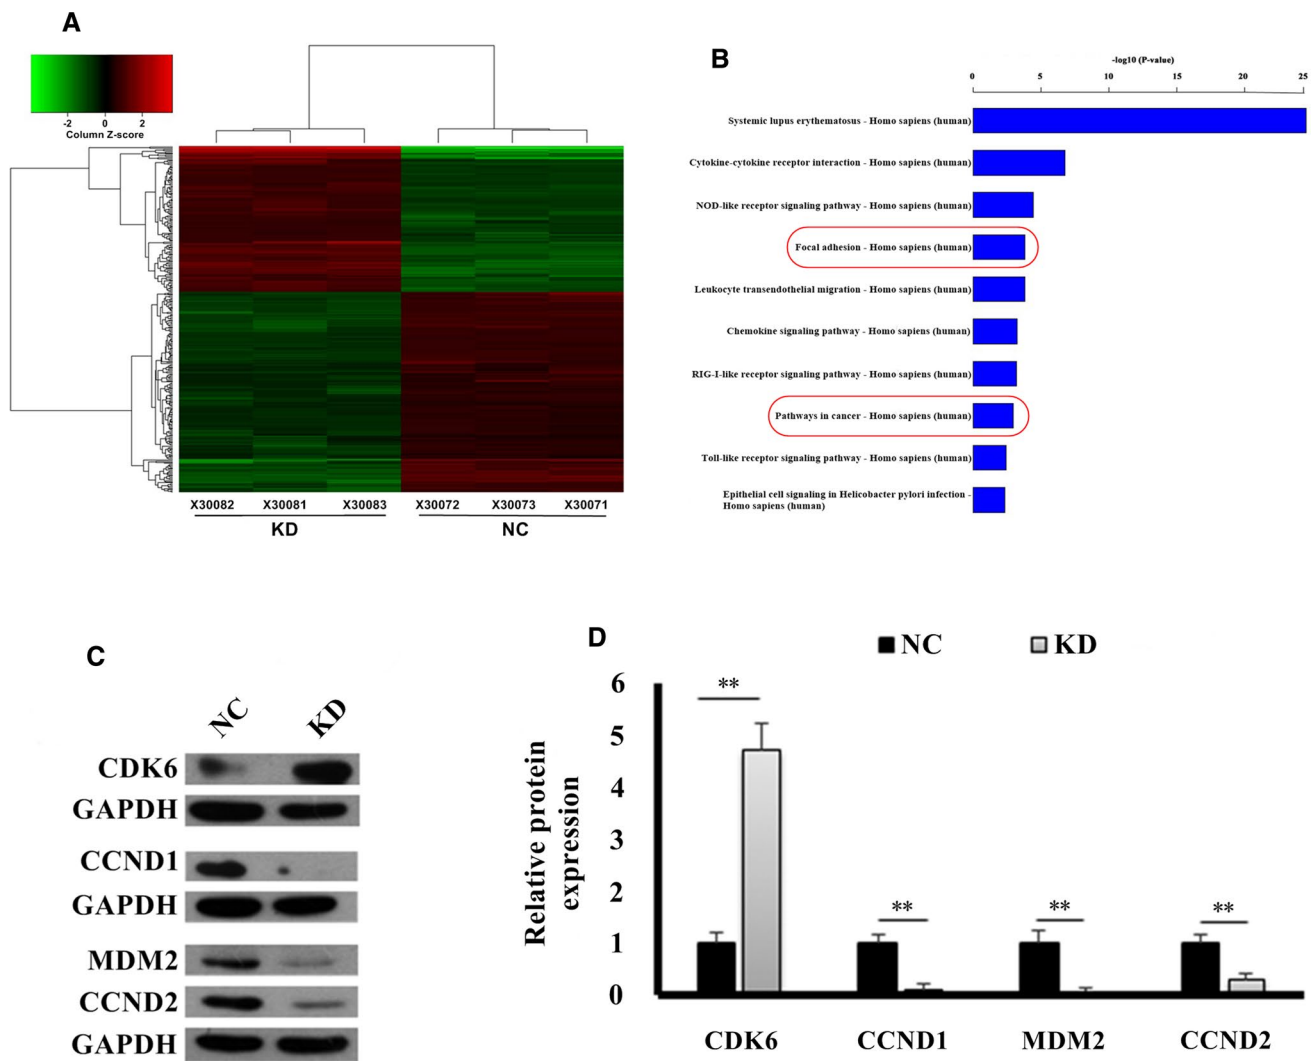 A
-2 0 2
Column Z-score
X30082 X30081 X30083 X30072 X30073 X30071
KD NC
B
-log10 (P-value)
0 5 10 15 20 25
Systemic lupus erythematosus - Homo sapiens (human)
Cytokine-cytokine receptor interaction - Homo sapiens (human)
NOD-like receptor signaling pathway - Homo sapiens (human)
Focal adhesion - Homo sapiens (human)
Leukocyte transendothelial migration - Homo sapiens (human)
Chemokine signaling pathway - Homo sapiens (human)
RIG-I-like receptor signaling pathway - Homo sapiens (human)
Pathways in cancer - Homo sapiens (human)
Toll-like receptor signaling pathway - Homo sapiens (human)
Epithelial cell signaling in Helicobacter pylori infection -
Homo sapiens (human)
C
NC KD
CDK6
GAPDH
CCND1
GAPDH
MDM2
CCND2
GAPDH
D
NC KD
Relative protein
expression
6
5
4
3
2
1
0
** ** ** **
CDK6 CCND1 MDM2 CCND2